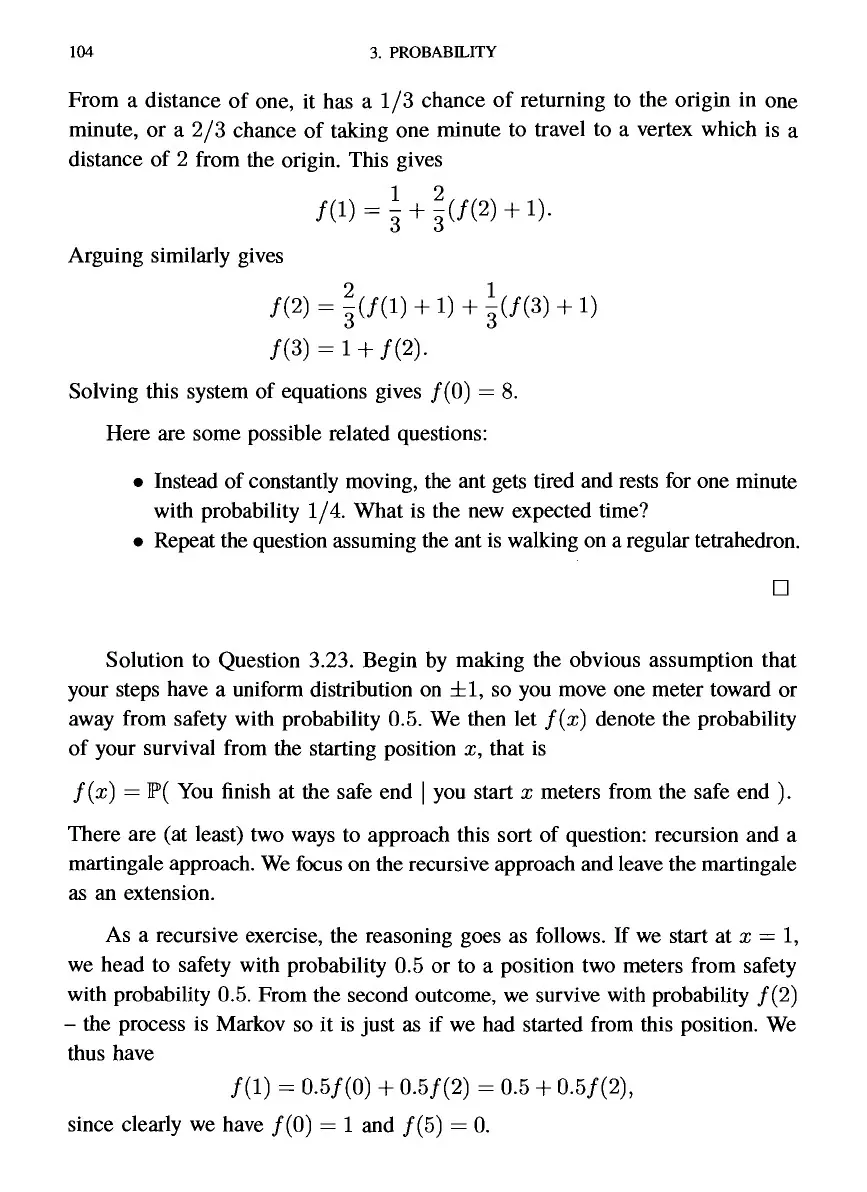 104 3. PROBABILITY
From a distance of one, it has a 1/3 chance of returning to the origin in one
minute, or a 2/3 chance of taking one minute to travel to a vertex which is a
distance of 2 from the origin. This gives
f(1) = 1/3 + 2/3(f(2) + 1).
Arguing similarly gives
f(2) = 2/3(f(1) + 1) + 1/3(f(3) + 1)
f(3) = 1 + f(2).
Solving this system of equations gives f(0) = 8.
Here are some possible related questions:
• Instead of constantly moving, the ant gets tired and rests for one minute
with probability 1/4. What is the new expected time?
• Repeat the question assuming the ant is walking on a regular tetrahedron.
□
Solution to Question 3.23. Begin by making the obvious assumption that
your steps have a uniform distribution on ±1, so you move one meter toward or
away from safety with probability 0.5. We then let f(x) denote the probability
of your survival from the starting position x, that is
f(x) = ℙ( You finish at the safe end | you start x meters from the safe end ).
There are (at least) two ways to approach this sort of question: recursion and a
martingale approach. We focus on the recursive approach and leave the martingale
as an extension.
As a recursive exercise, the reasoning goes as follows. If we start at x = 1,
we head to safety with probability 0.5 or to a position two meters from safety
with probability 0.5. From the second outcome, we survive with probability f(2)
– the process is Markov so it is just as if we had started from this position. We
thus have
f(1) = 0.5f(0) + 0.5f(2) = 0.5 + 0.5f(2),
since clearly we have f(0) = 1 and f(5) = 0.